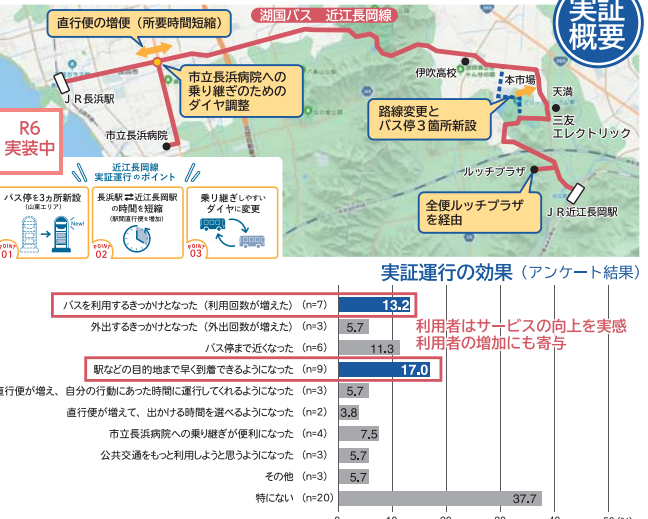 実証
概要
湖国バス 近江長岡線
直行便の増便（所要時間短縮）
市立長浜病院への
乗り継ぎのための
ダイヤ調整
ＪＲ長浜駅
市立長浜病院
伊吹高校
本市場
天満
三友
エレクトリック
路線変更と
バス停３箇所新設
ルッチプラザ
全便ルッチプラザ
を経由
ＪＲ近江長岡駅
R6
実装中
近江長岡線
実証運行のポイント
バス停を3カ所新設
(山東エリア)
New!
POINT
01
長浜駅⇄近江長岡駅
の時間を短縮
(駅間直行便を増加)
POINT
02
乗り継ぎしやすい
ダイヤに変更
POINT
03
実証運行の効果（アンケート結果）
バスを利用するきっかけとなった（利用回数が増えた）(n=7) 13.2
外出するきっかけとなった（外出回数が増えた）(n=3) 5.7
バス停まで近くなった (n=6) 11.3
駅などの目的地まで早く到着できるようになった (n=9) 17.0
直行便が増え、自分の行動にあった時間に運行してくれるようになった (n=3) 5.7
直行便が増えて、出かける時間を選べるようになった (n=2) 3.8
市立長浜病院への乗り継ぎが便利になった (n=4) 7.5
公共交通をもっと利用しようと思うようになった (n=3) 5.7
その他 (n=3) 5.7
特にない (n=20) 37.7
利用者はサービスの向上を実感
利用者の増加にも寄与